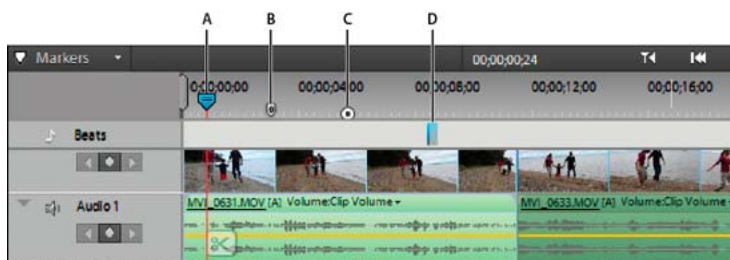 A B C D
Markers 00;00;00;24
0;00;00;00 00;00;04;00 00;00;08;00 00;00;12;00 00;00;16;00
Beats
Audio 1 MVI_0631.MOV [A] Volume:Clip Volume MVI_0633.MOV [A] Volume:Clip Volume